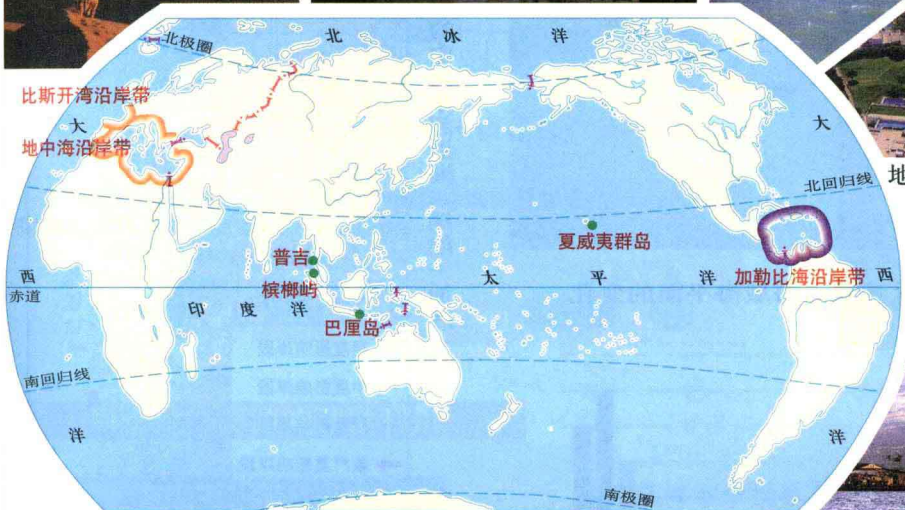 北极圈
北冰洋
比斯开湾沿岸带
大
地中海沿岸带
大
北回归线
地
夏威夷群岛
普吉
槟榔屿
西
赤道
太平洋
加勒比海沿岸带
西
印度洋
巴厘岛
南回归线
洋
洋
南极圈